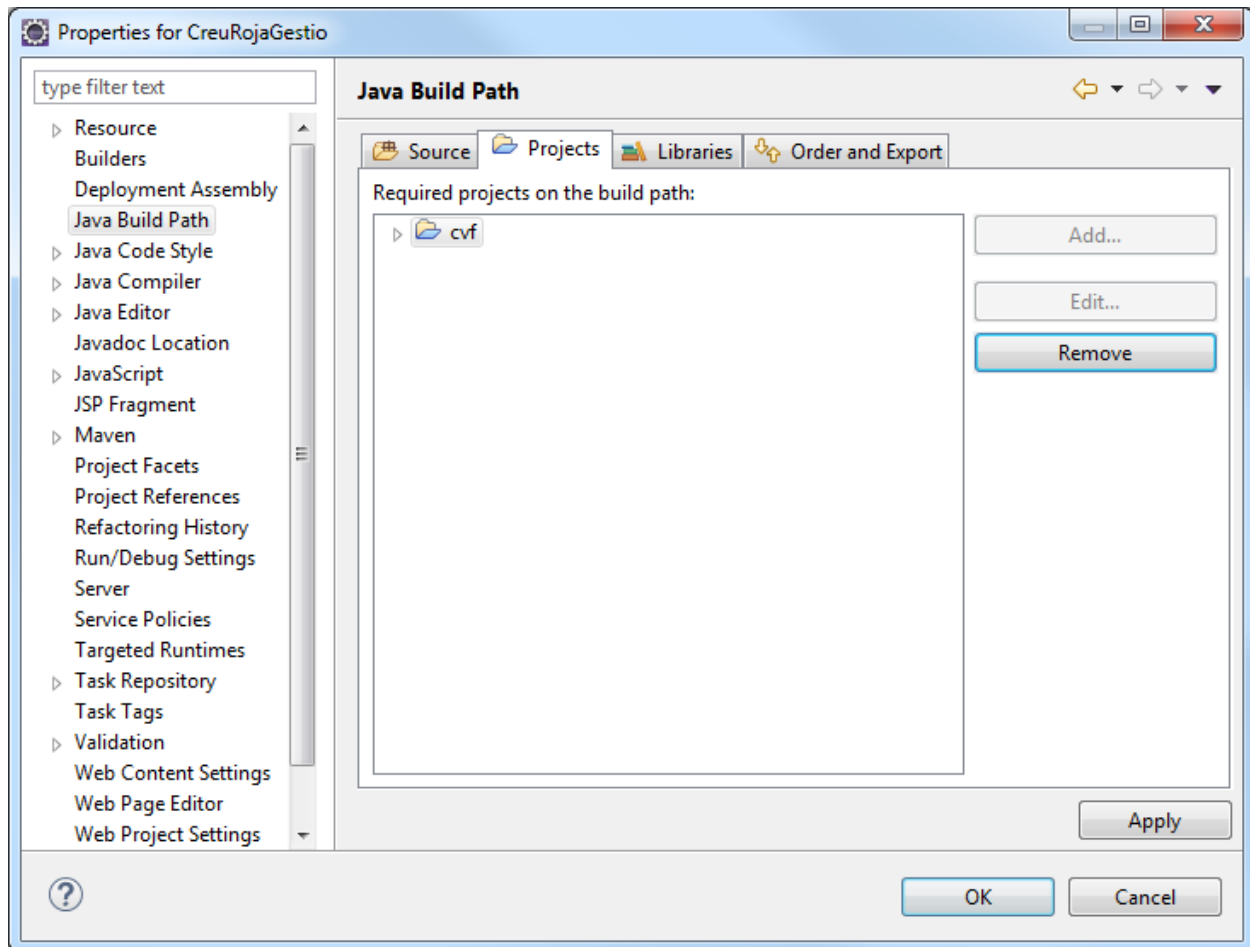 Properties for CreuRojaGestio
type filter text
Resource
Builders
Deployment Assembly
Java Build Path
Java Code Style
Java Compiler
Java Editor
Javadoc Location
JavaScript
JSP Fragment
Maven
Project Facets
Project References
Refactoring History
Run/Debug Settings
Server
Service Policies
Targeted Runtimes
Task Repository
Task Tags
Validation
Web Content Settings
Web Page Editor
Web Project Settings
Java Build Path
Source Projects Libraries Order and Export
Required projects on the build path:
cvf
Add...
Edit...
Remove
Apply
?
OK Cancel